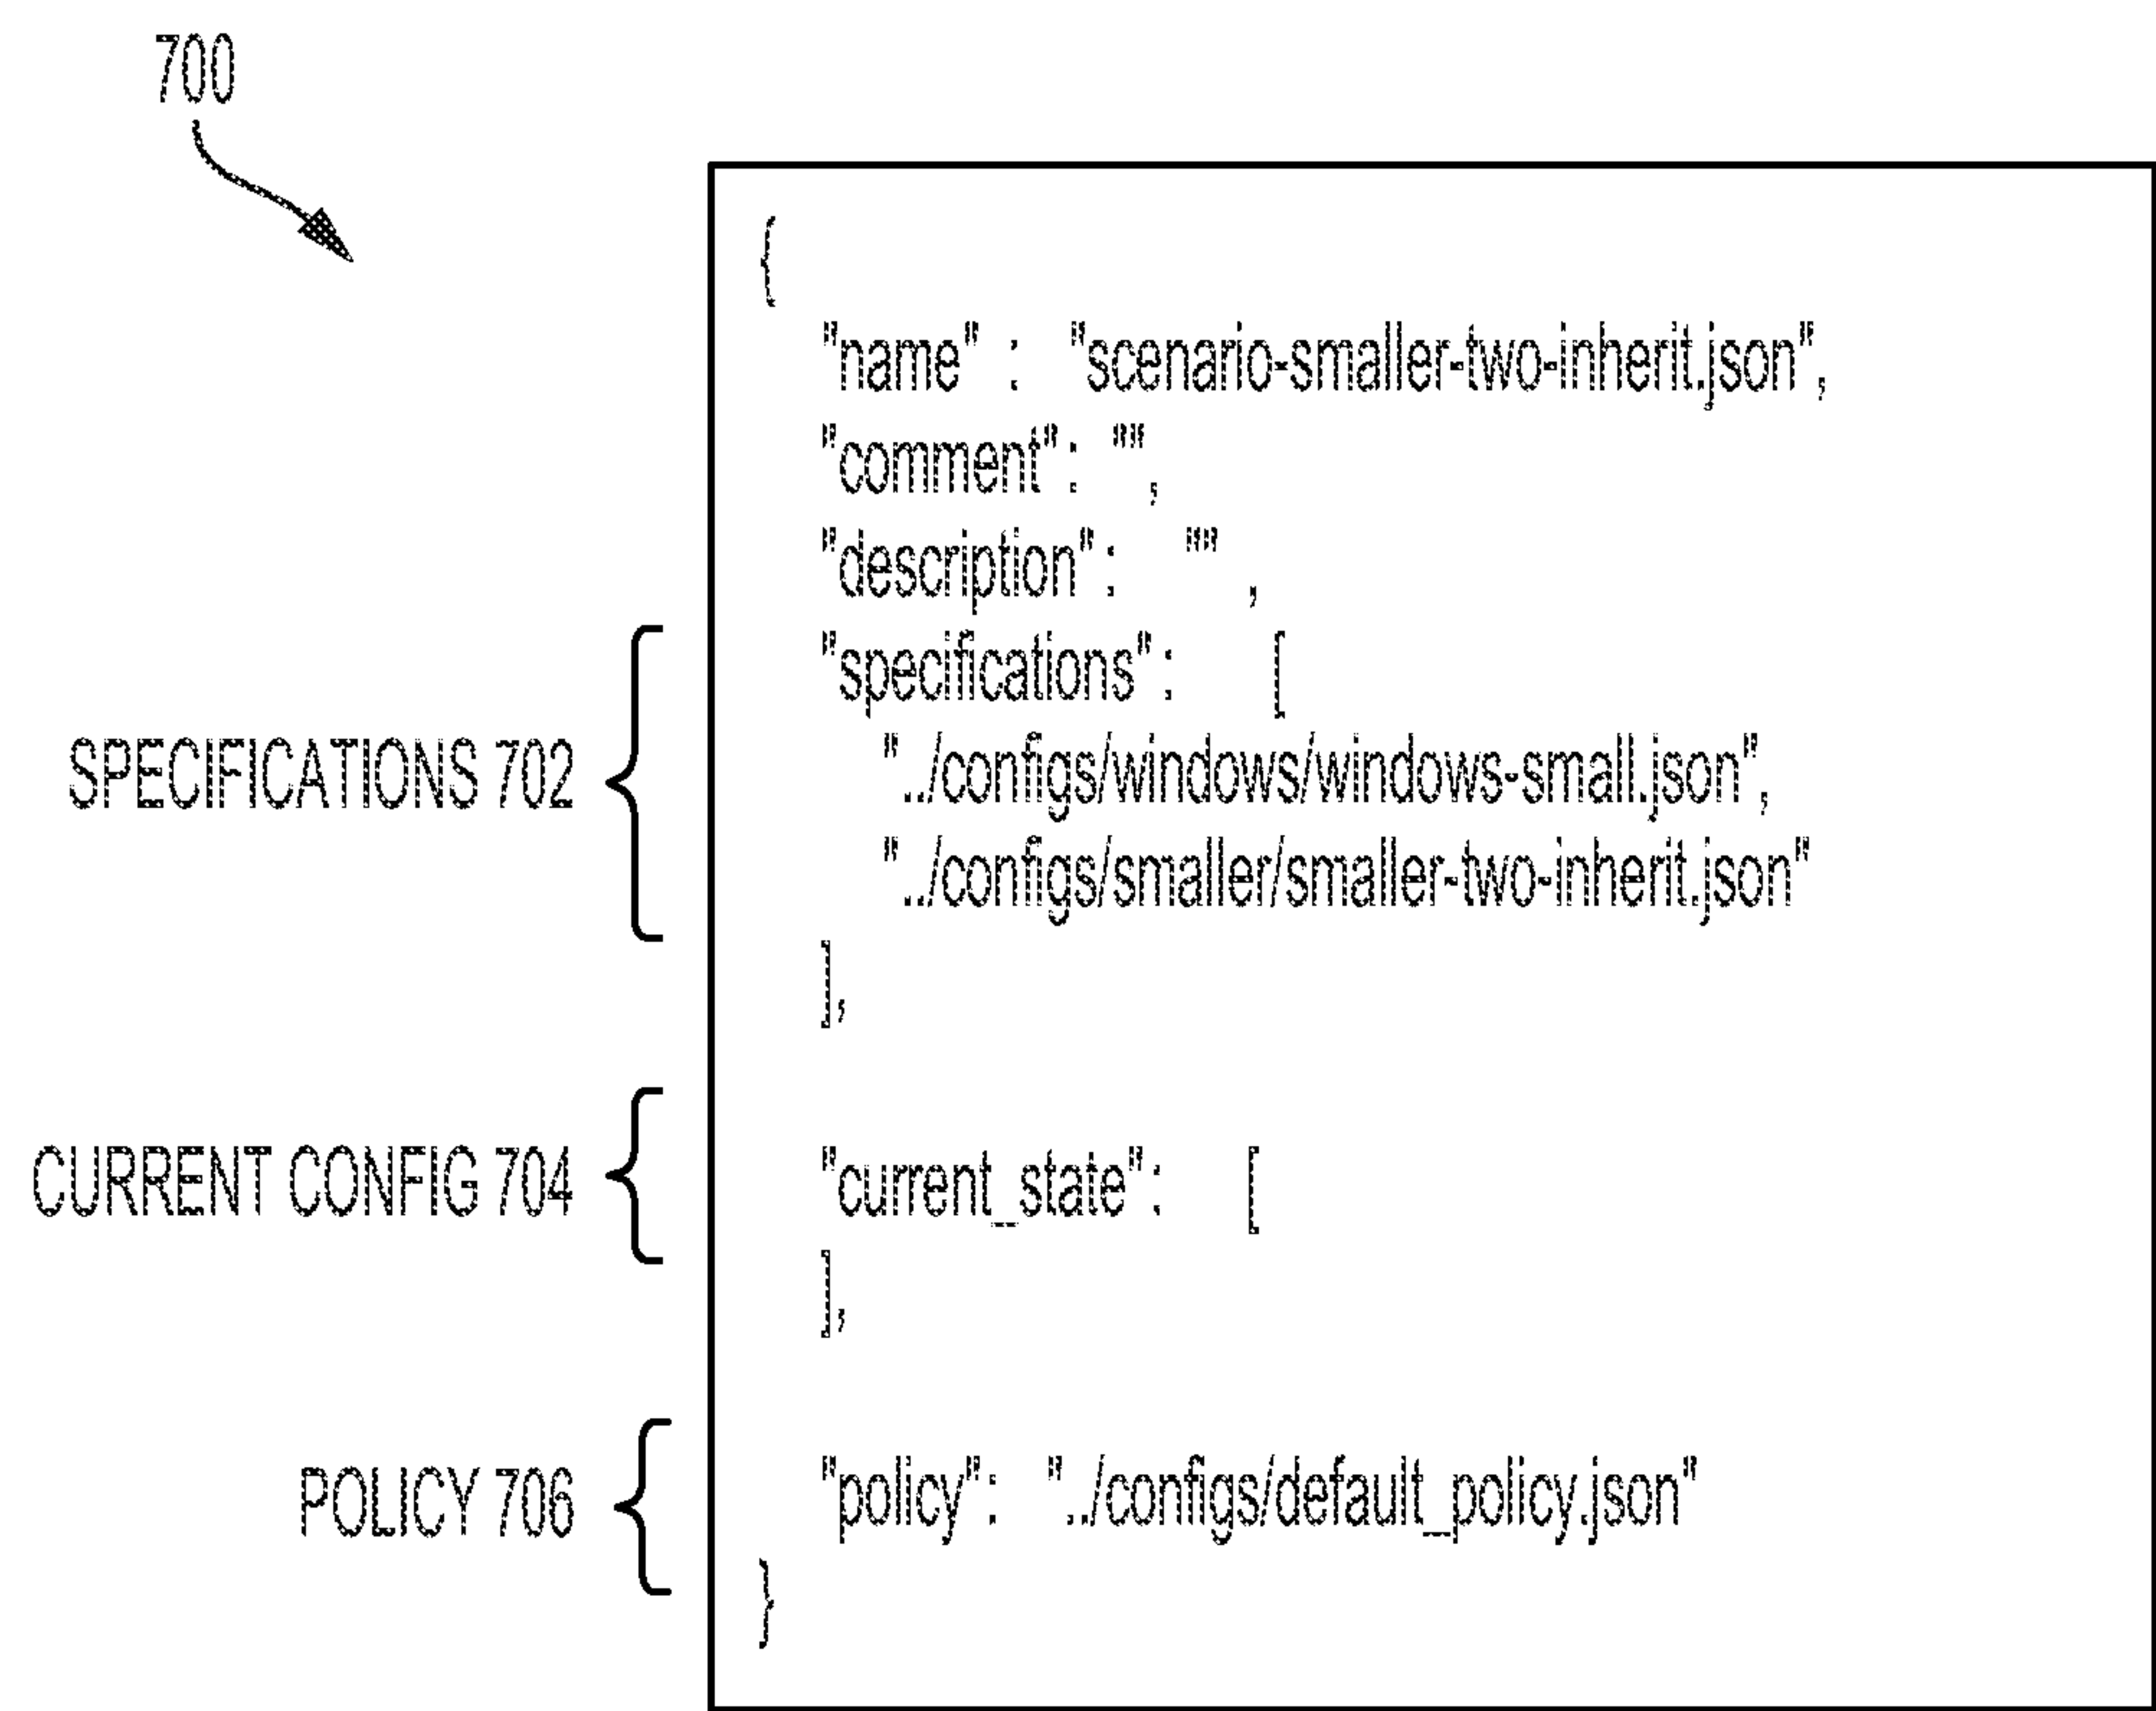 700
{
"name" : "scenario-smaller-two-inherit.json",
"comment": "",
"description": "" ,
"specifications": [
SPECIFICATIONS 702
"../configs/windows/windows-small.json",
"../configs/smaller/smaller-two-inherit.json"
],
CURRENT CONFIG 704
"current_state": [
],
POLICY 706
"policy": "../configs/default_policy.json"
}